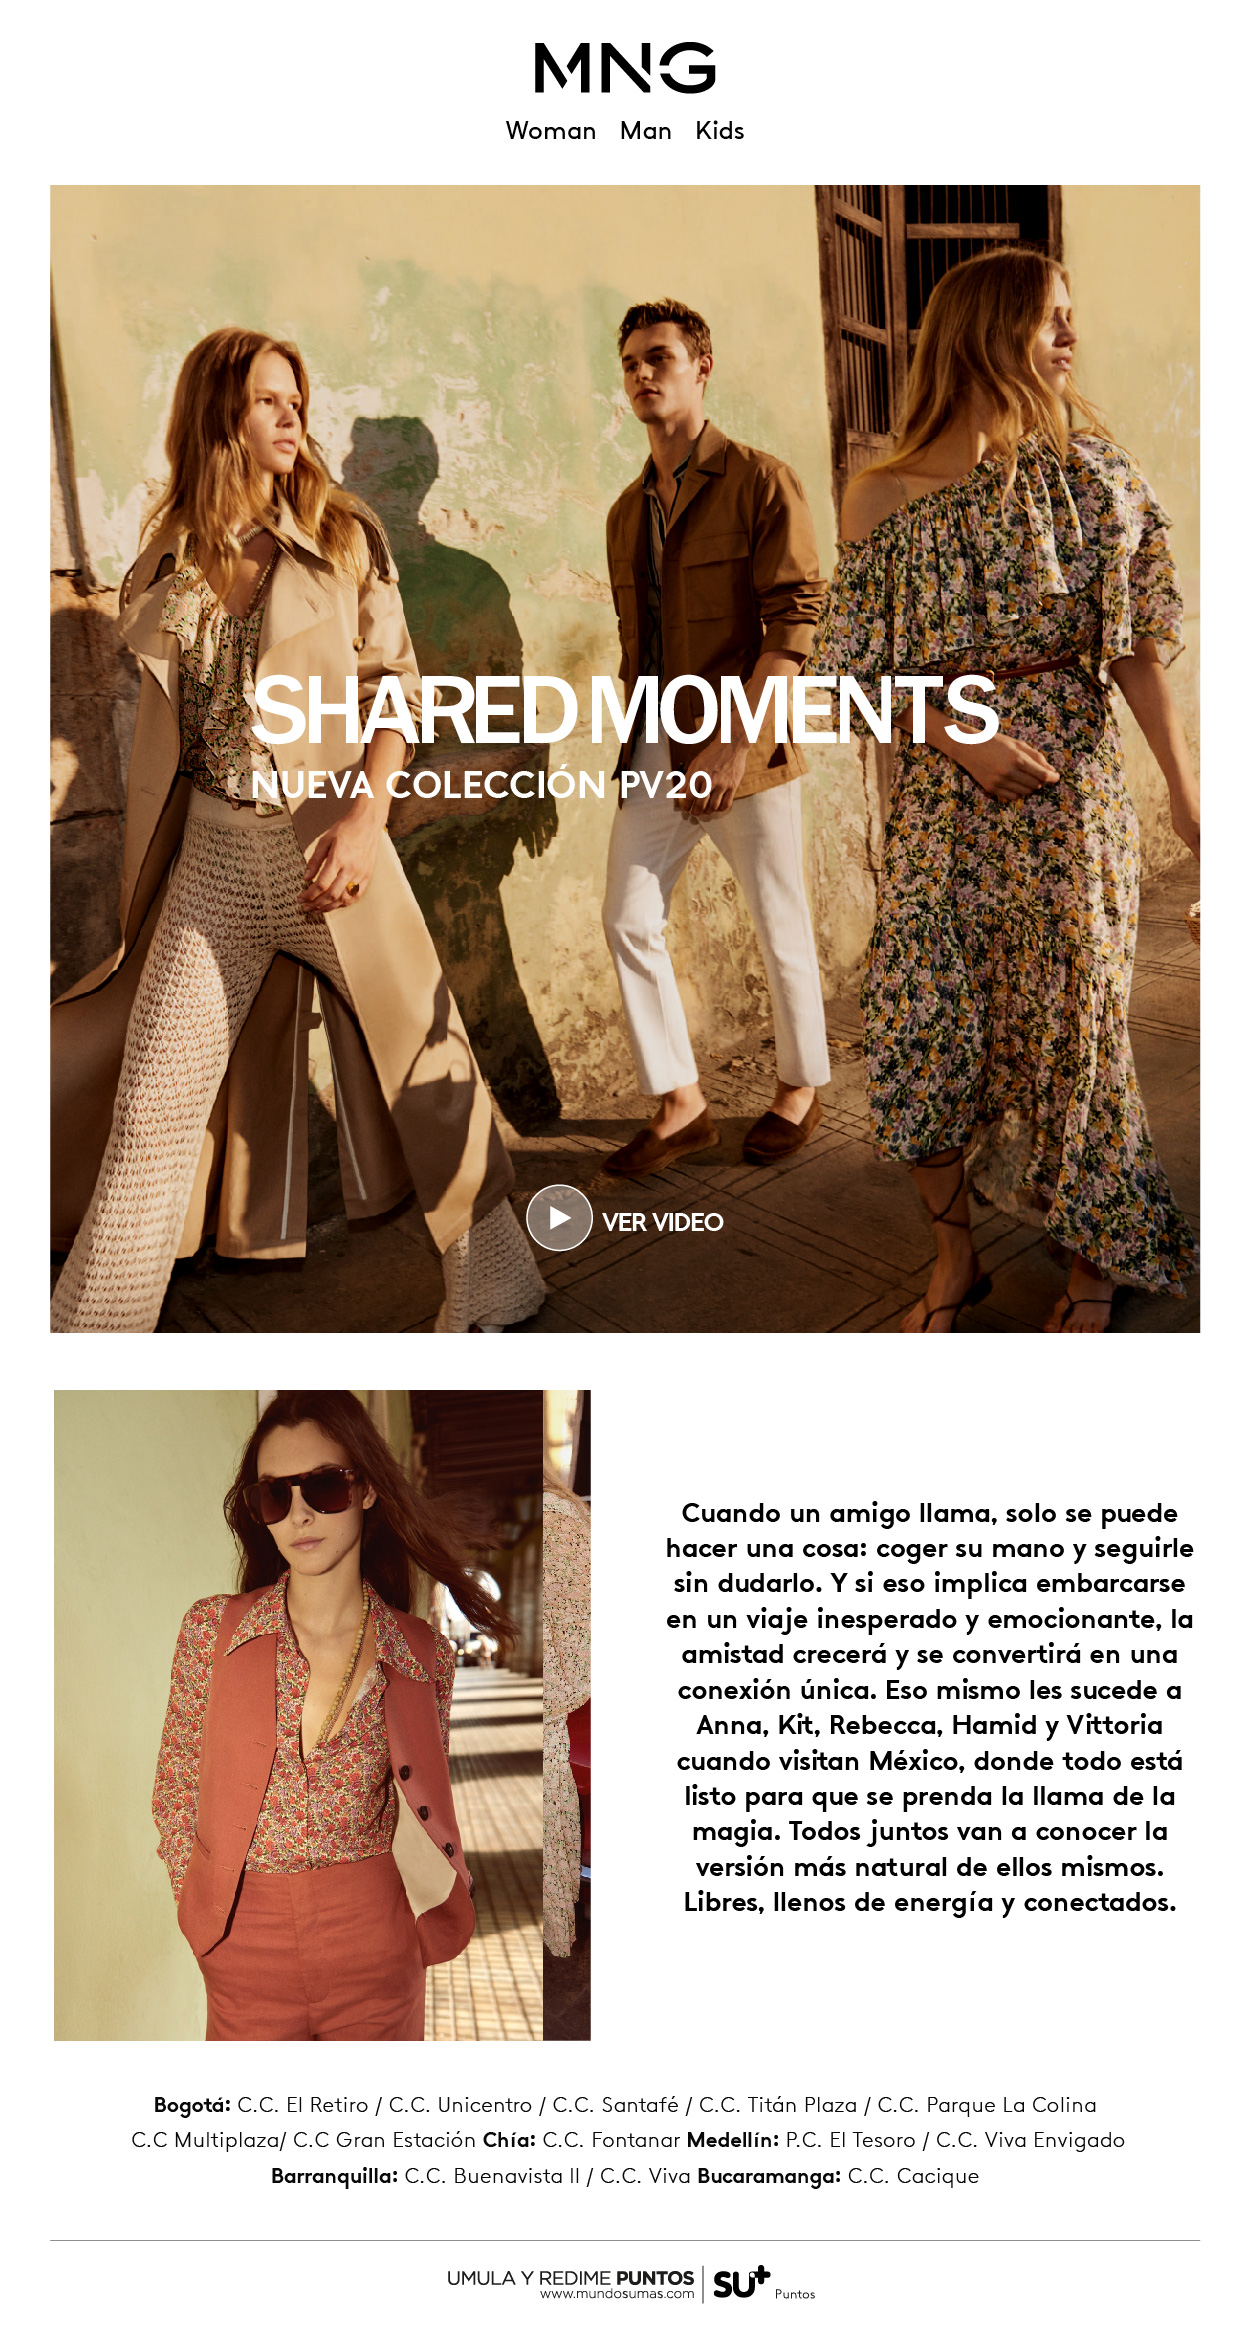 MNG
Woman Man Kids
SHARED MOMENTS
NUEVA COLECCIÓN PV20
VER VIDEO
Cuando un amigo llama, solo se puede
hacer una cosa: coger su mano y seguirle
sin dudarlo. Y si eso implica embarcarse
en un viaje inesperado y emocionante, la
amistad crecerá y se convertirá en una
conexión única. Eso mismo les sucede a
Anna, Kit, Rebecca, Hamid y Vittoria
cuando visitan México, donde todo está
listo para que se prenda la llama de la
magia. Todos juntos van a conocer la
versión más natural de ellos mismos.
Libres, llenos de energía y conectados.
Bogotá: C.C. El Retiro / C.C. Unicentro / C.C. Santafé / C.C. Titán Plaza / C.C. Parque La Colina
C.C Multiplaza/ C.C Gran Estación Chía: C.C. Fontanar Medellín: P.C. El Tesoro / C.C. Viva Envigado
Barranquilla: C.C. Buenavista II / C.C. Viva Bucaramanga: C.C. Cacique
UMULA Y REDIME PUNTOS
www.mundosumas.com
SU+ Puntos